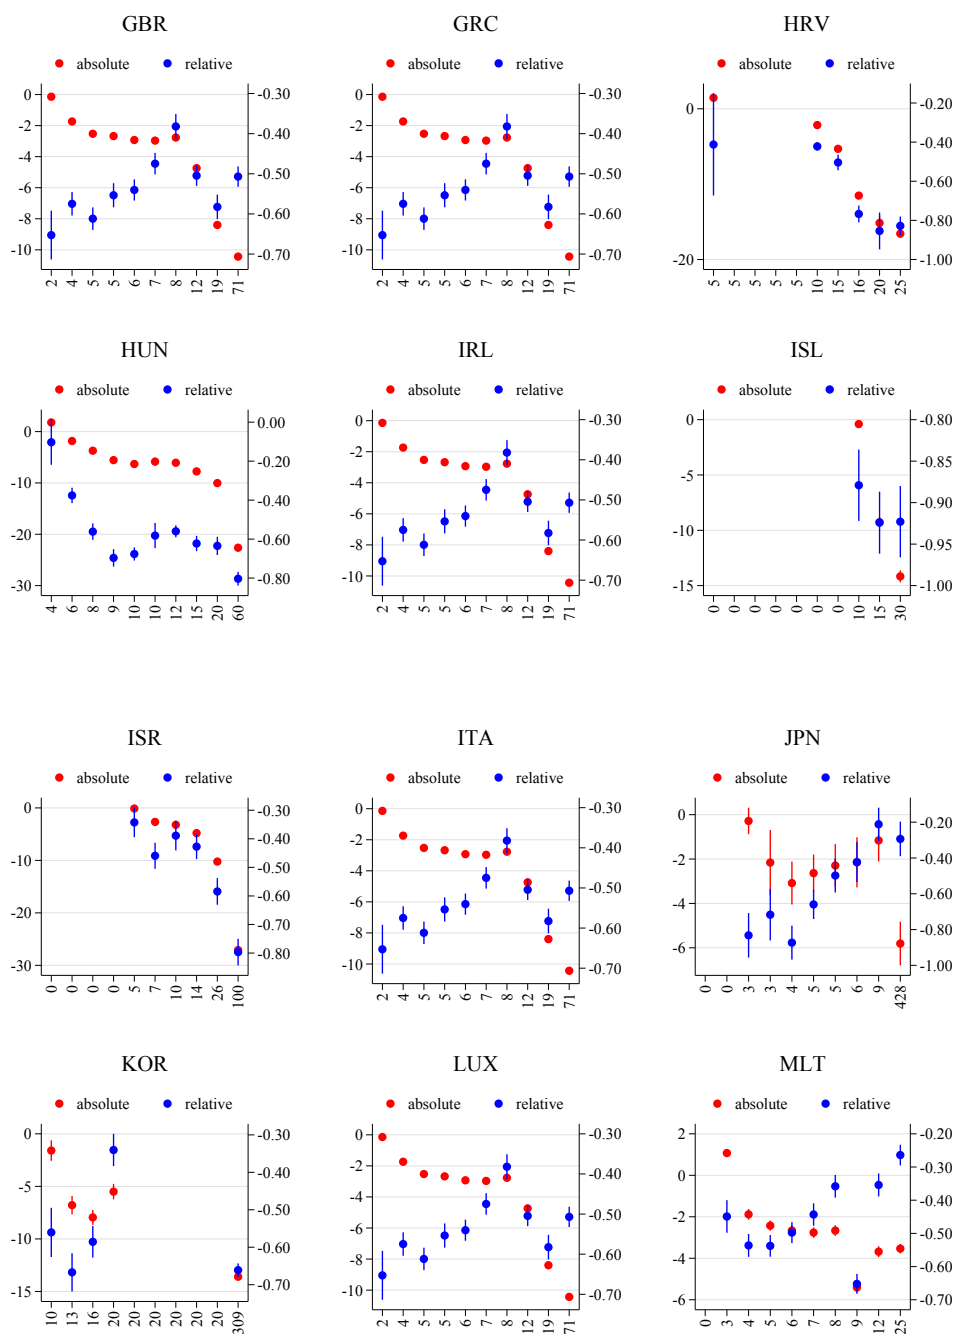 GBR GRC HRV
absolute relative absolute relative absolute relative
0 -2 -4 -6 -8 -10 -0.30 -0.40 -0.50 -0.60 -0.70 0 -2 -4 -6 -8 -10 -0.30 -0.40 -0.50 -0.60 -0.70 0 -20 -0.20 -0.40 -0.60 -0.80 -1.00
2 4 5 5 6 7 8 12 19 71 2 4 5 5 6 7 8 12 19 71 5 5 5 5 5 10 15 16 20 25
HUN IRL ISL
absolute relative absolute relative absolute relative
0 -10 -20 -30 0.00 -0.20 -0.40 -0.60 -0.80 0 -2 -4 -6 -8 -10 -0.30 -0.40 -0.50 -0.60 -0.70 0 -5 -10 -15 -0.80 -0.85 -0.90 -0.95 -1.00
4 6 8 9 10 10 12 15 20 60 2 4 5 5 6 7 8 12 19 71 0 0 0 0 0 0 0 10 15 30
ISR ITA JPN
absolute relative absolute relative absolute relative
0 -10 -20 -30 -0.30 -0.40 -0.50 -0.60 -0.70 -0.80 0 -2 -4 -6 -8 -10 -0.30 -0.40 -0.50 -0.60 -0.70 0 -2 -4 -6 -0.20 -0.40 -0.60 -0.80 -1.00
0 0 0 0 5 7 10 14 26 100 2 4 5 5 6 7 8 12 19 71 0 0 3 3 4 5 5 6 9 428
KOR LUX MLT
absolute relative absolute relative absolute relative
0 -5 -10 -15 -0.30 -0.40 -0.50 -0.60 -0.70 0 -2 -4 -6 -8 -10 -0.30 -0.40 -0.50 -0.60 -0.70 2 0 -2 -4 -6 -0.20 -0.30 -0.40 -0.50 -0.60 -0.70
10 13 16 20 20 20 20 20 20 309 2 4 5 5 6 7 8 12 19 71 0 3 4 5 6 7 8 9 12 25